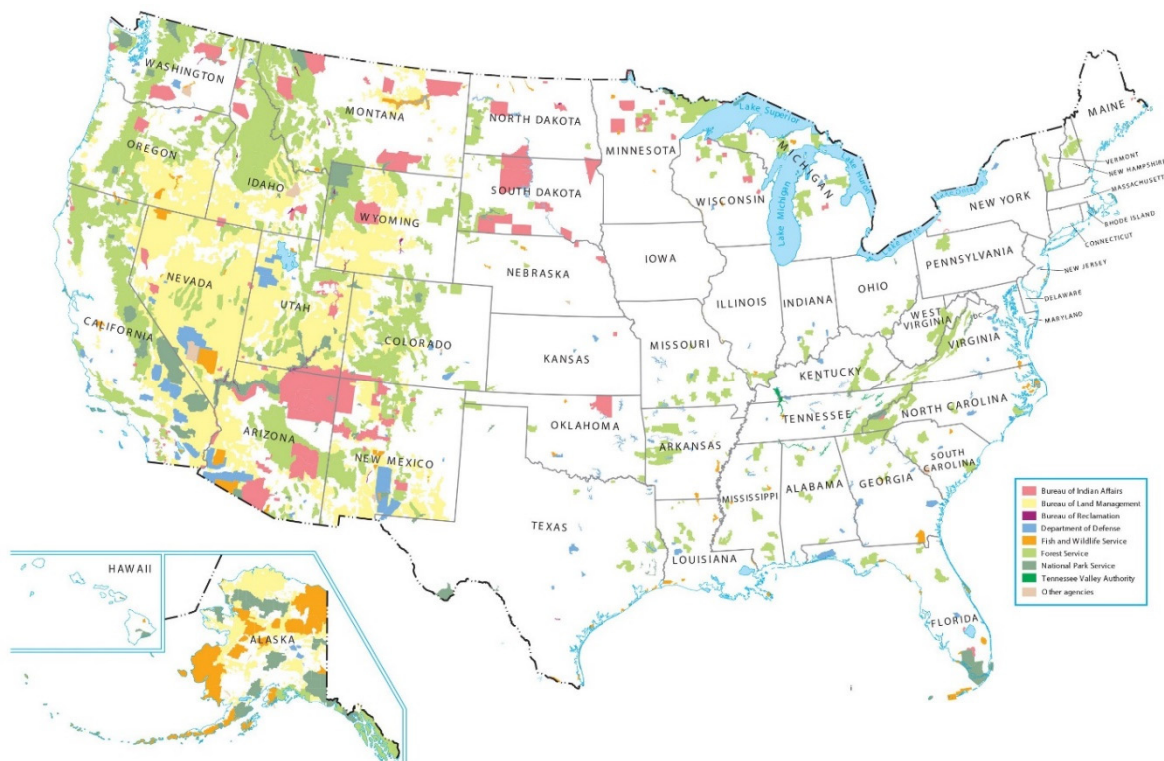 WASHINGTON
MONTANA
NORTH DAKOTA
MINNESOTA
Lake Superior
MAINE
OREGON
IDAHO
SOUTH DAKOTA
WISCONSIN
MICHIGAN
Lake Michigan
Lake Huron
VERMONT
NEW HAMPSHIRE
MASSACHUSETTS
NEW YORK
RHODE ISLAND
CONNECTICUT
WYOMING
NEBRASKA
IOWA
PENNSYLVANIA
NEW JERSEY
NEVADA
UTAH
ILLINOIS
INDIANA
OHIO
DELAWARE
MARYLAND
CALIFORNIA
COLORADO
KANSAS
MISSOURI
WEST
VIRGINIA
DC
VIRGINIA
KENTUCKY
ARIZONA
NEW MEXICO
OKLAHOMA
ARKANSAS
TENNESSEE
NORTH CAROLINA
SOUTH
CAROLINA
TEXAS
LOUISIANA
MISSISSIPPI
ALABAMA
GEORGIA
FLORIDA
HAWAII
ALASKA
Bureau of Indian Affairs
Bureau of Land Management
Bureau of Reclamation
Department of Defense
Fish and Wildlife Service
Forest Service
National Park Service
Tennessee Valley Authority
Other agencies